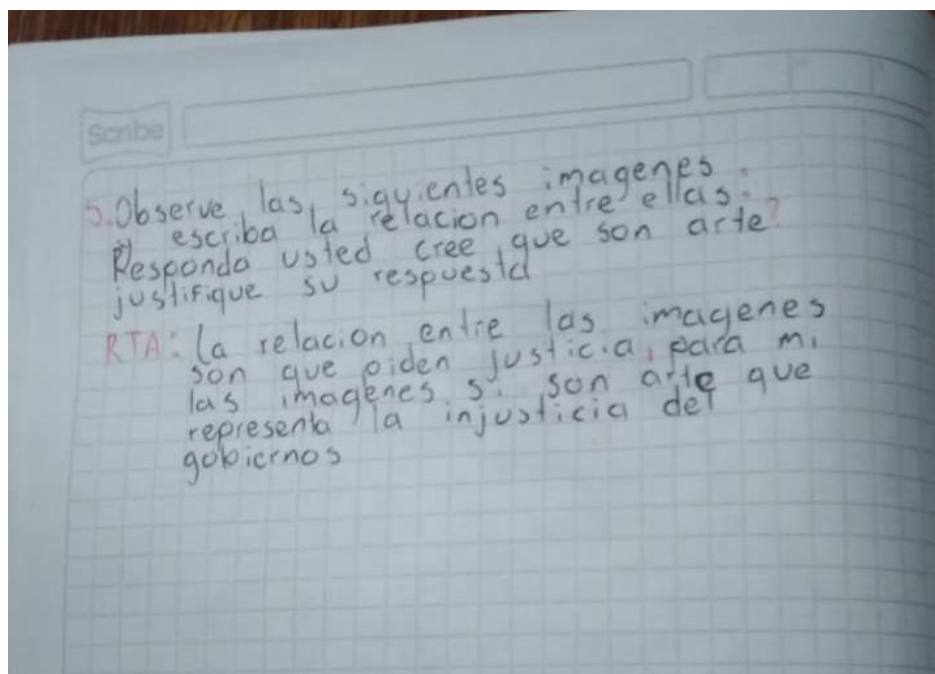 Scribe
5. Observe las siguientes imagenes
y escriba la relacion entre ellas.
Responda usted cree que son arte?
justifique su respuesta
RTA: la relacion entre las imagenes
son que piden justicia, para mi
las imagenes si son arte que
representa la injusticia del
gobiernos